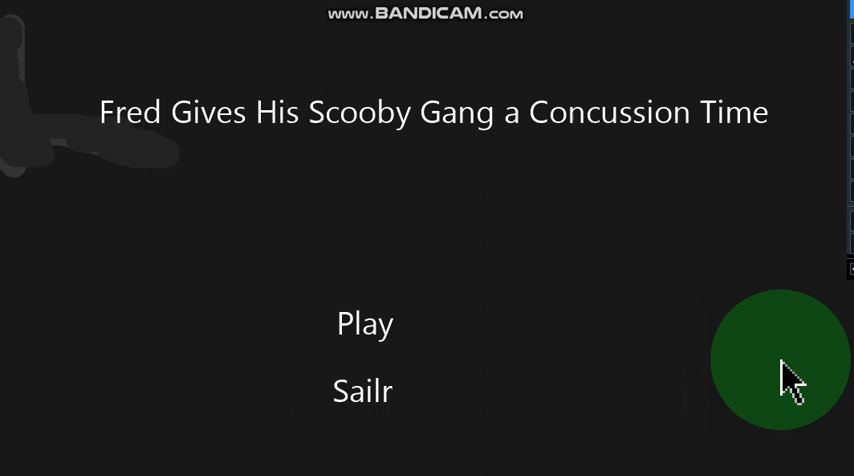 www.BANDICAM.com
Fred Gives His Scooby Gang a Concussion Time
Play
Sailr